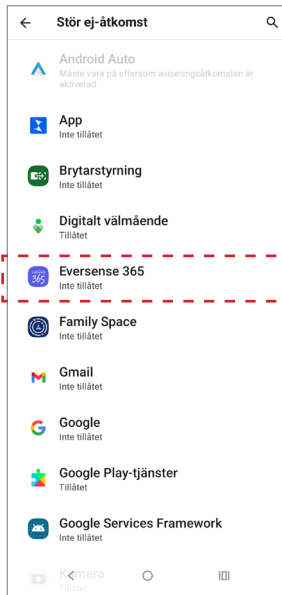 Stör ej-åtkomst
Android Auto
Måste vara på eftersom aviseringsåtkomsten är
aktiverad
App
Inte tillåtet
Brytarstyrning
Inte tillåtet
Digitalt välmående
Tillåtet
365
Eversense 365
Inte tillåtet
Family Space
Inte tillåtet
Gmail
Inte tillåtet
Google
Inte tillåtet
Google Play-tjänster
Tillåtet
Google Services Framework
Inte tillåtet
Kamera
Tillåtet